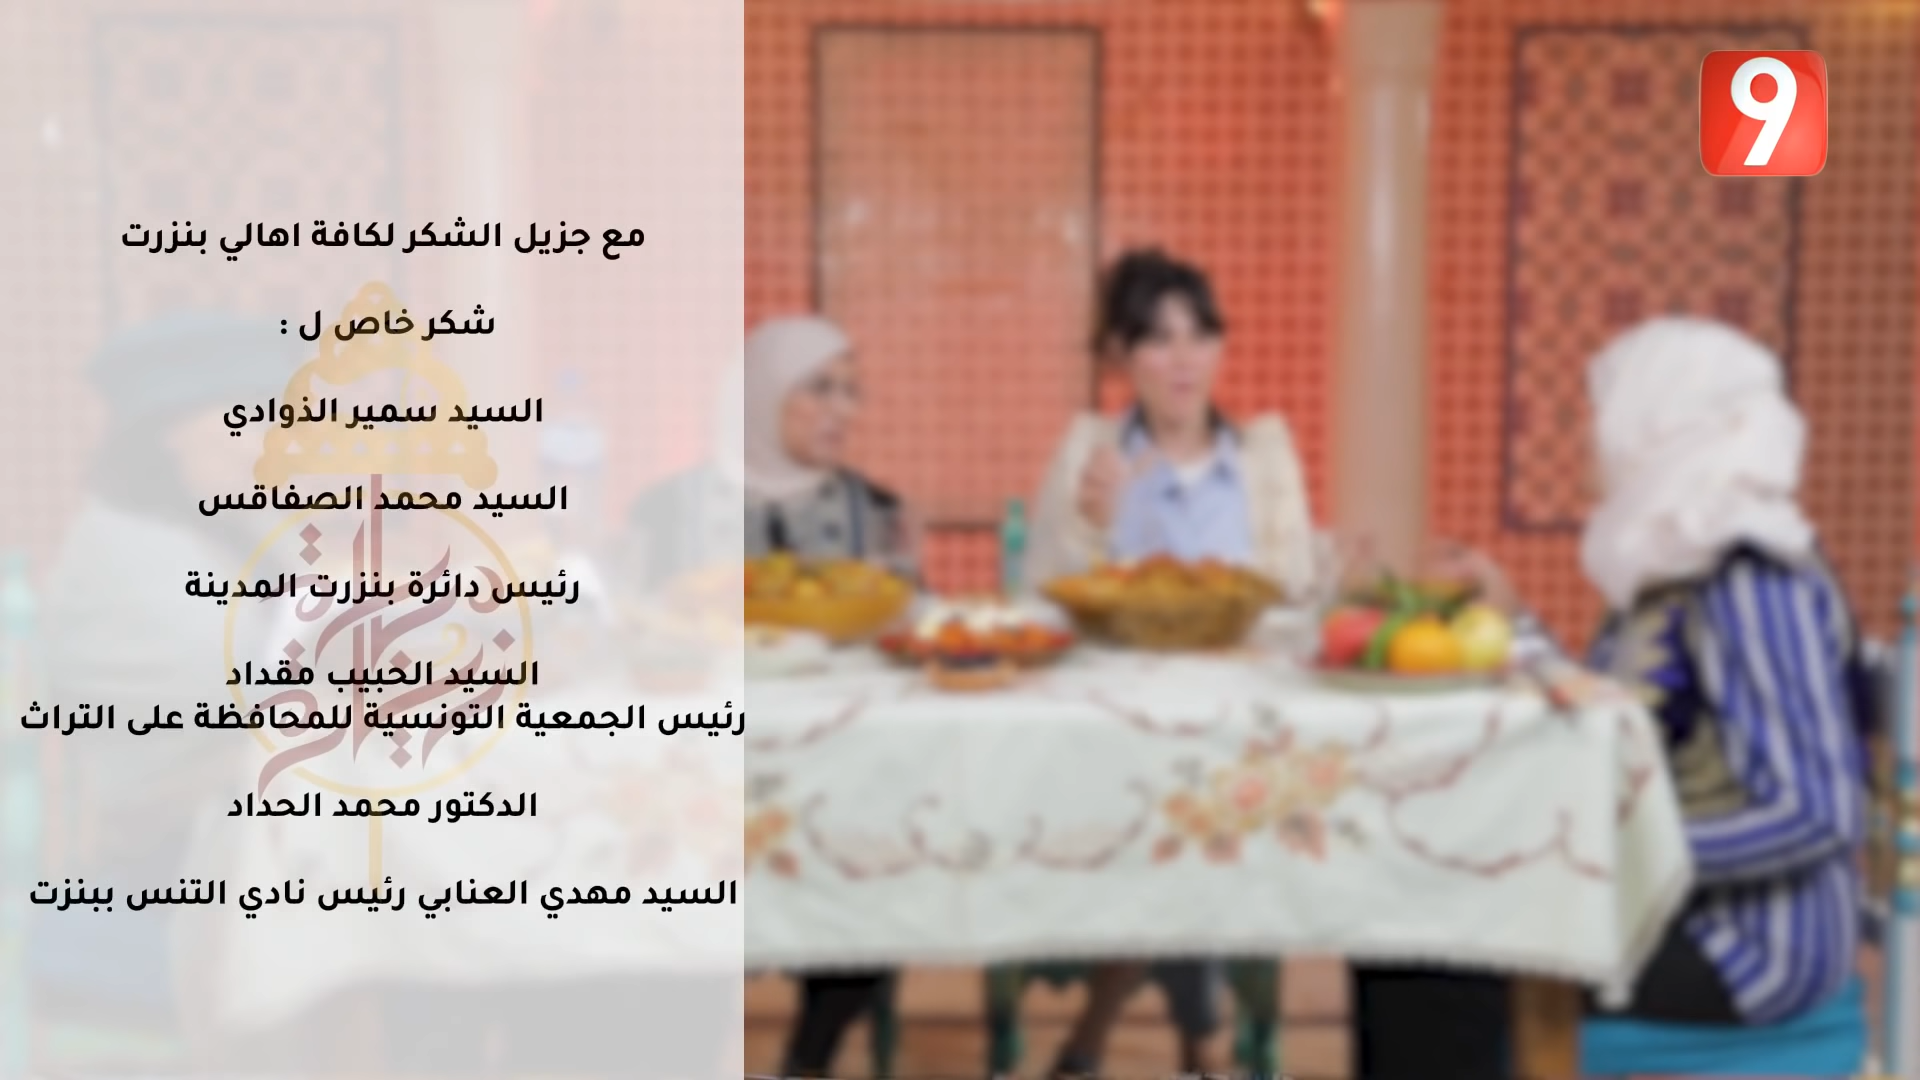 9
مع جزيل الشكر لكافة اهالي بنزرت
شكر خاص ل :
السيد سمير الذوادي
السيد محمد الصفاقس
رئيس دائرة بنزرت المدينة
السيد الحبيب مقداد
رئيس الجمعية التونسية للمحافظة على التراث
الدكتور محمد الحداد
السيد مهدي العنابي رئيس نادي التنس ببنزت